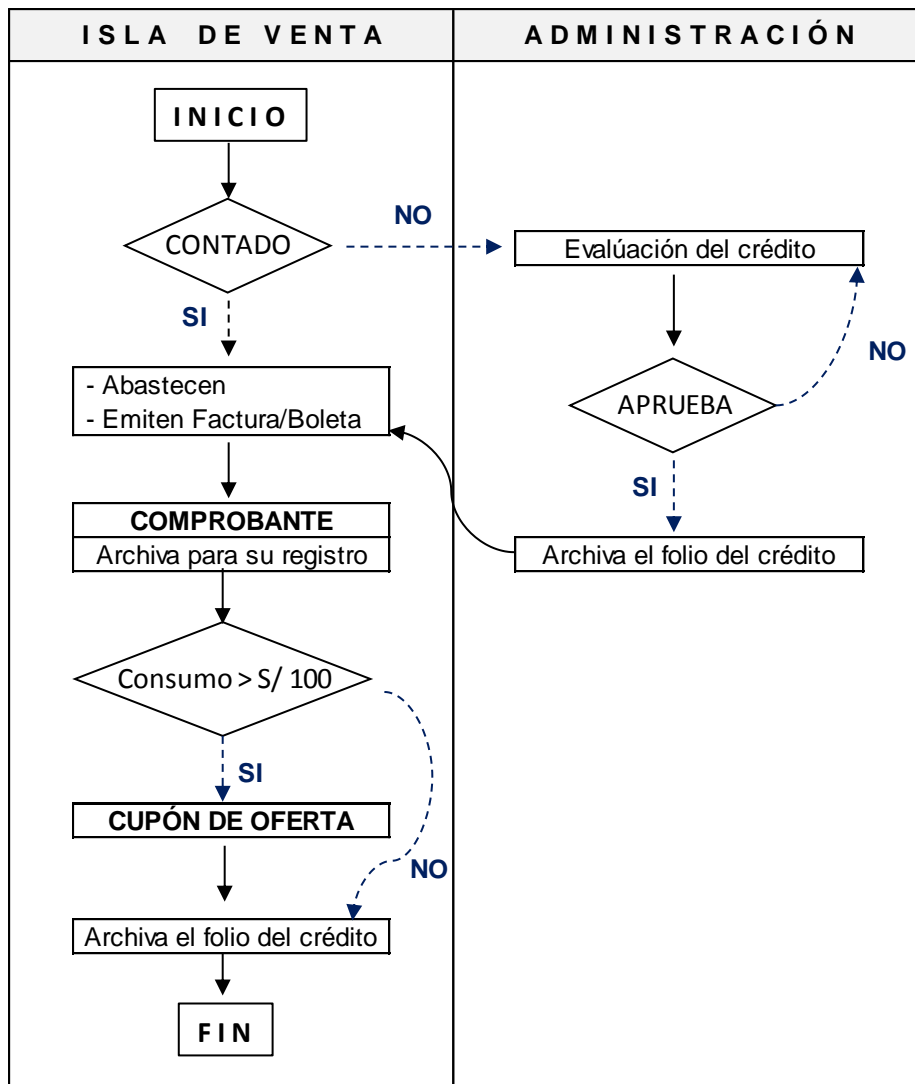 ISLA DE VENTA
ADMINISTRACIÓN
INICIO
CONTADO
NO
Evalúación del crédito
SI
NO
- Abastecen
- Emiten Factura/Boleta
APRUEBA
SI
COMPROBANTE
Archiva para su registro
Archiva el folio del crédito
Consumo > S/ 100
SI
CUPÓN DE OFERTA
NO
Archiva el folio del crédito
FIN